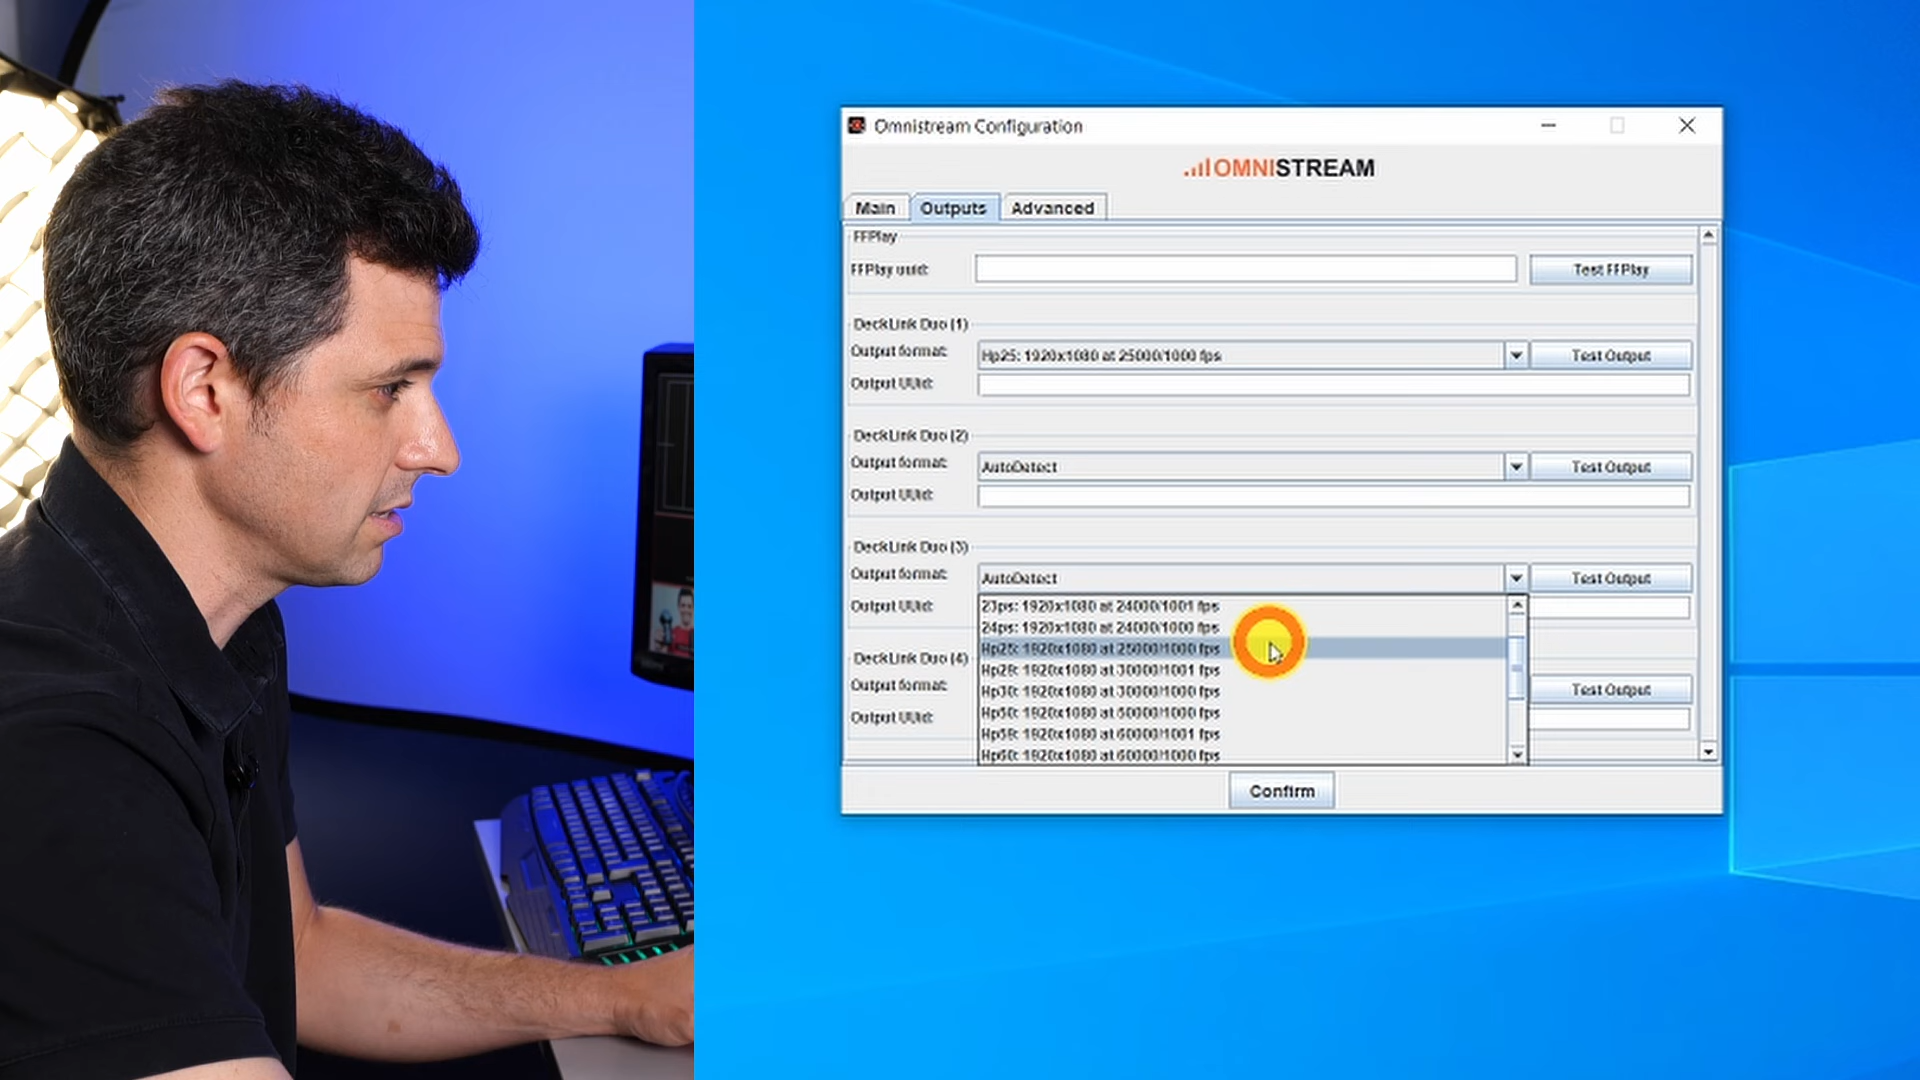 Omnistream Configuration
OMNISTREAM
Main Outputs Advanced
FFPlay
FFPlay uuid: Test FFPlay
DeckLink Duo (1)
Output format: Hp25: 1920x1080 at 25000/1000 fps Test Output
Output UUid:
DeckLink Duo (2)
Output format: AutoDetect Test Output
Output UUid:
DeckLink Duo (3)
Output format: AutoDetect Test Output
Output UUid:
23ps: 1920x1080 at 24000/1001 fps
24ps: 1920x1080 at 24000/1000 fps
Hp25: 1920x1080 at 25000/1000 fps
Hp29: 1920x1080 at 30000/1001 fps
Hp30: 1920x1080 at 30000/1000 fps
Hp50: 1920x1080 at 50000/1000 fps
Hp59: 1920x1080 at 60000/1001 fps
Hp60: 1920x1080 at 60000/1000 fps
DeckLink Duo (4)
Output format: Test Output
Output UUid:
Confirm